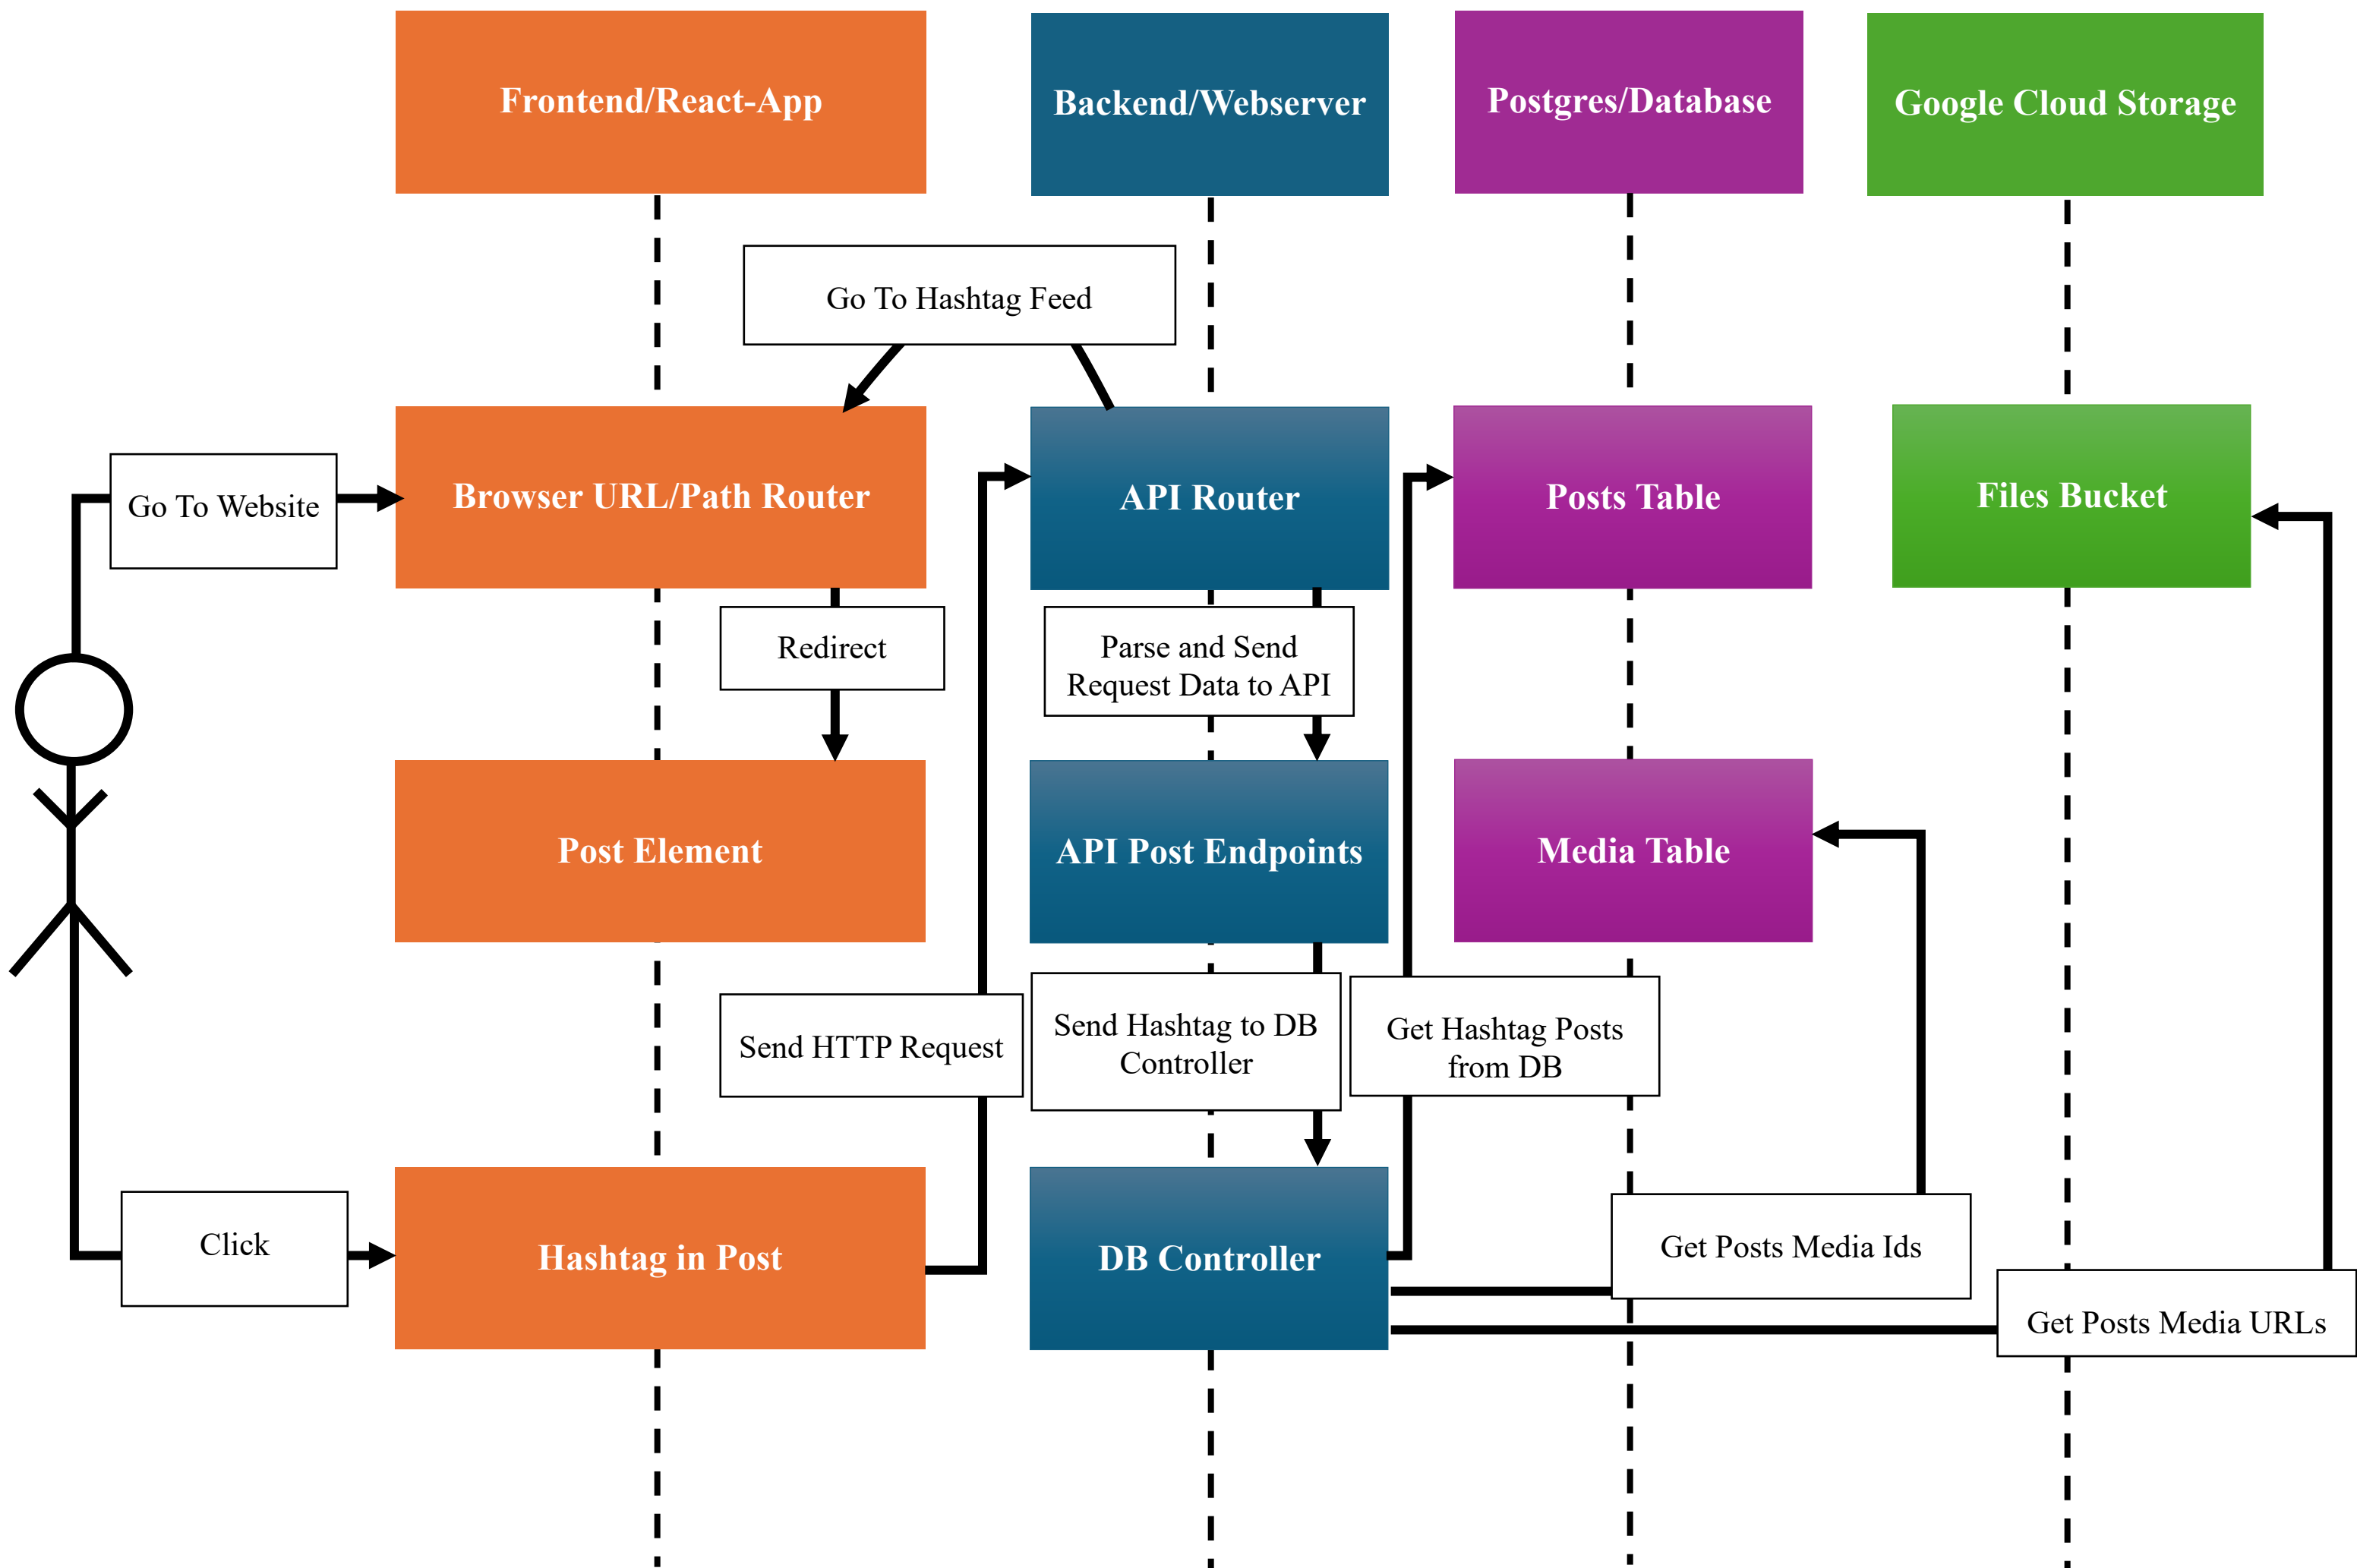 Frontend/React-App
Backend/Webserver
Postgres/Database
Google Cloud Storage
Go To Hashtag Feed
Go To Website
Browser URL/Path Router
API Router
Posts Table
Files Bucket
Redirect
Parse and Send
Request Data to API
Post Element
API Post Endpoints
Media Table
Send HTTP Request
Send Hashtag to DB
Controller
Get Hashtag Posts
from DB
Click
Hashtag in Post
DB Controller
Get Posts Media Ids
Get Posts Media URLs